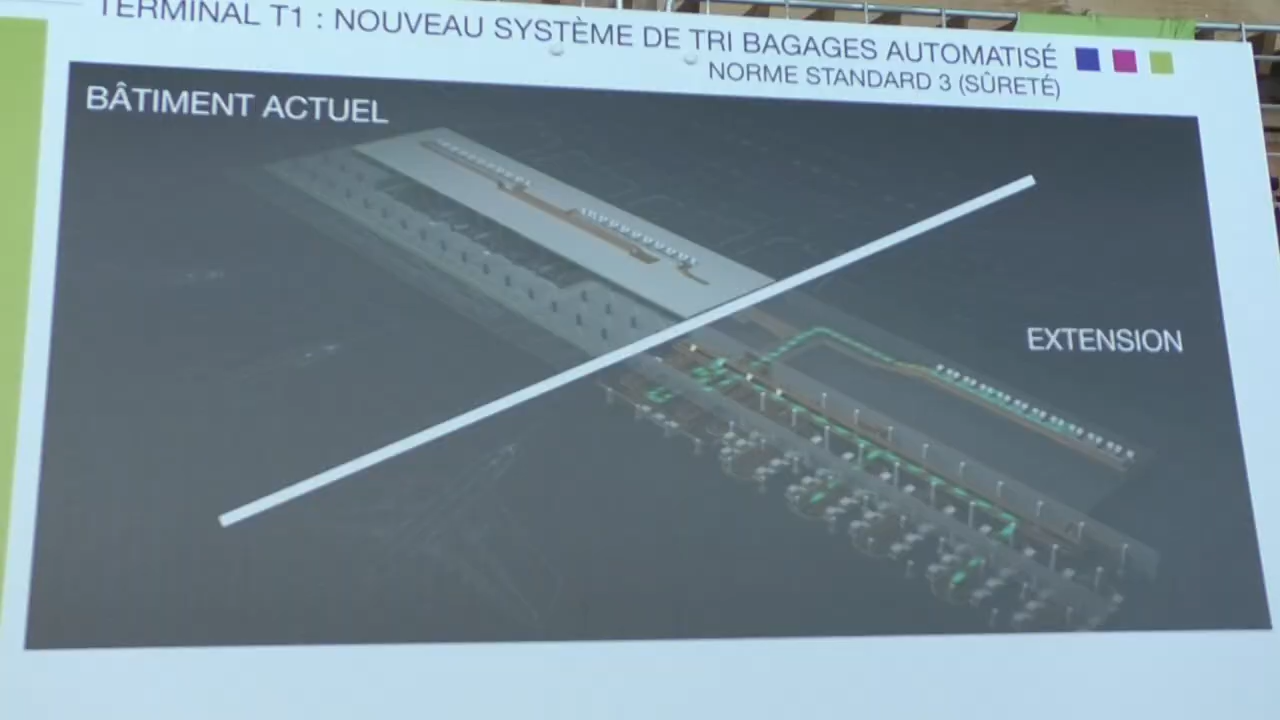 TERMINAL T1 : NOUVEAU SYSTÈME DE TRI BAGAGES AUTOMATISÉ
NORME STANDARD 3 (SÛRETÉ)
BÂTIMENT ACTUEL
EXTENSION